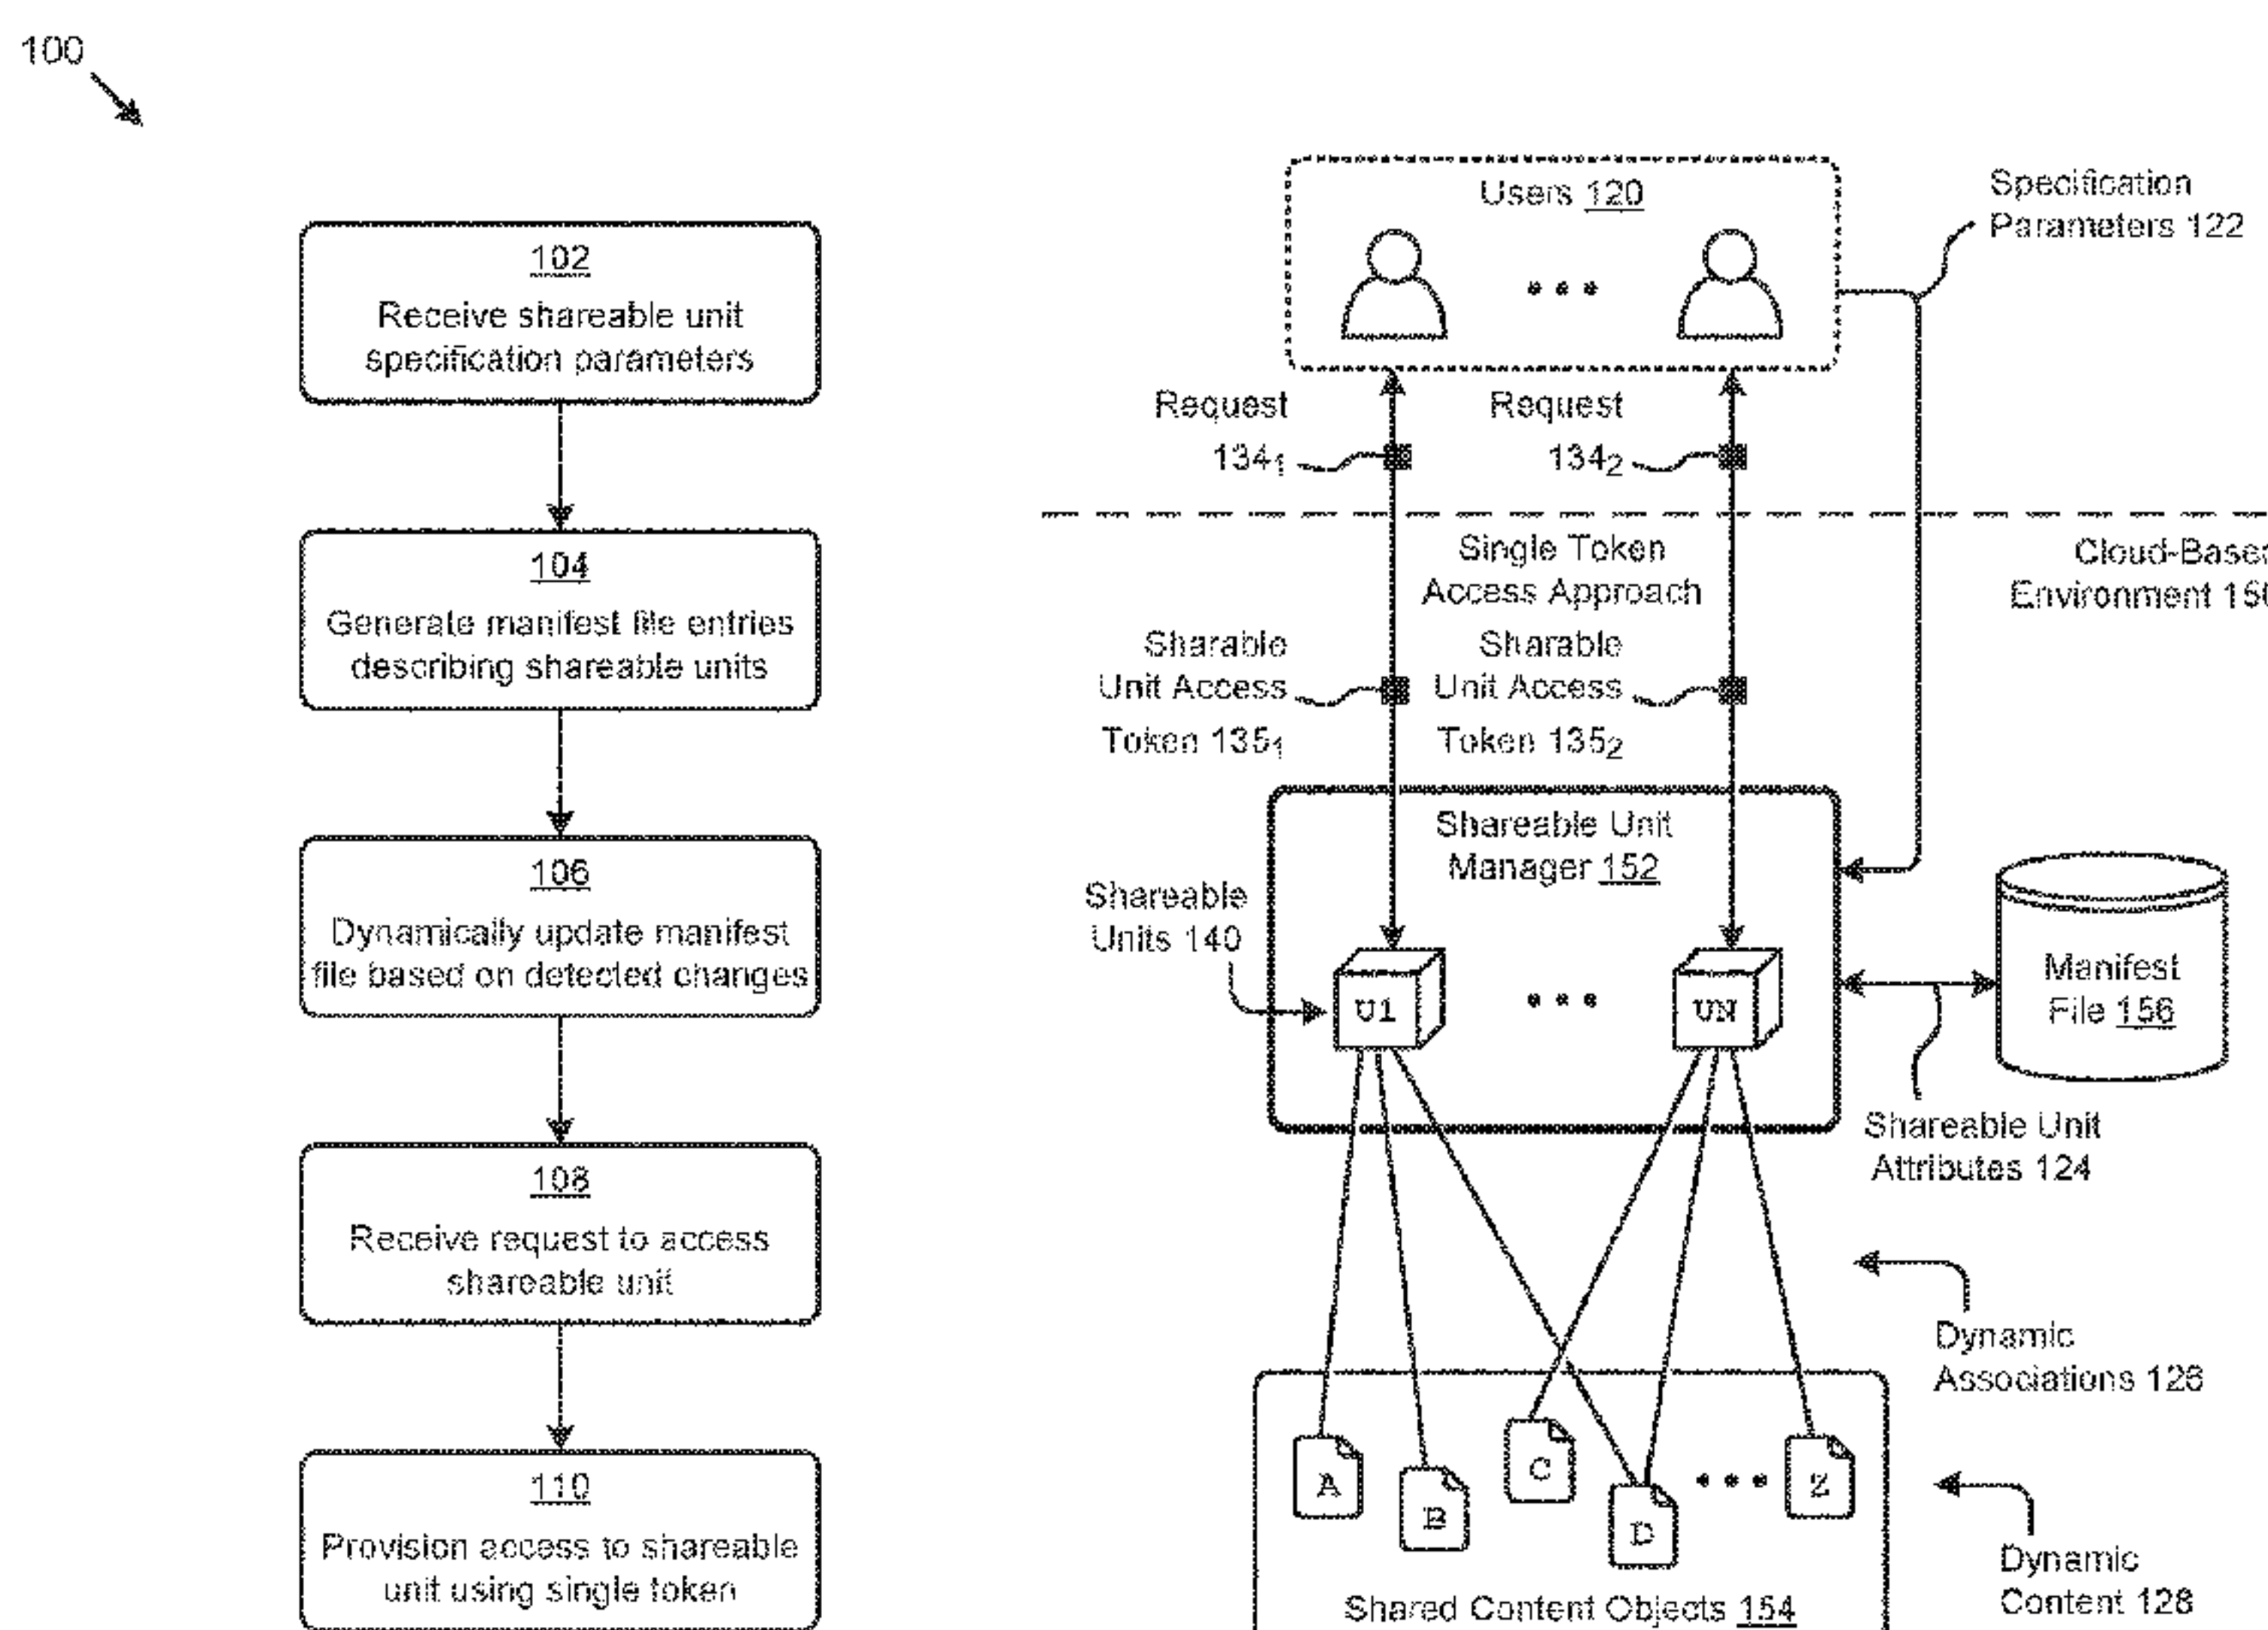 100
102
Receive shareable unit
specification parameters
104
Generate manifest file entries
describing shareable units
106
Dynamically update manifest
file based on detected changes
108
Receive request to access
shareable unit
110
Provision access to shareable
unit using single token
Users 120
Specification
Parameters 122
Request
134₁
Request
134₂
Single Token
Access Approach
Environment
Sharable
Unit Access
Token 135₁
Sharable
Unit Access
Token 135₂
Shareable Unit
Manager 152
Shareable
Units 140
U1
UN
Manifest
File 156
Shareable Unit
Attributes 124
Dynamic
Associations 126
A
B
C
D
Z
Dynamic
Content 128
Shared Content Objects 154